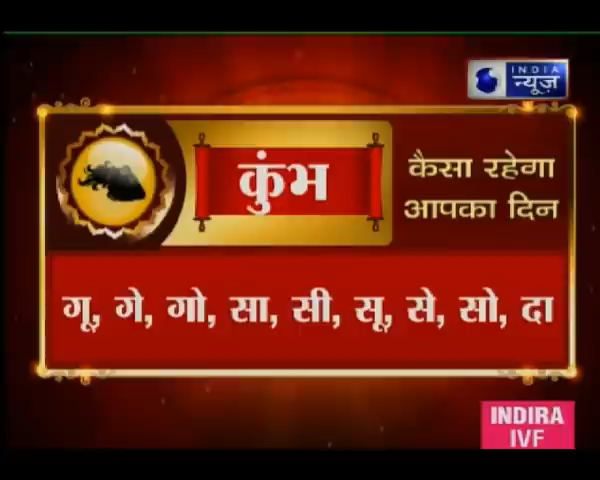 INDIA
न्यूज़
कुंभ
कैसा रहेगा
आपका दिन
गू, गे, गो, सा, सी, सू, से, सो, दा
INDIRA
IVF